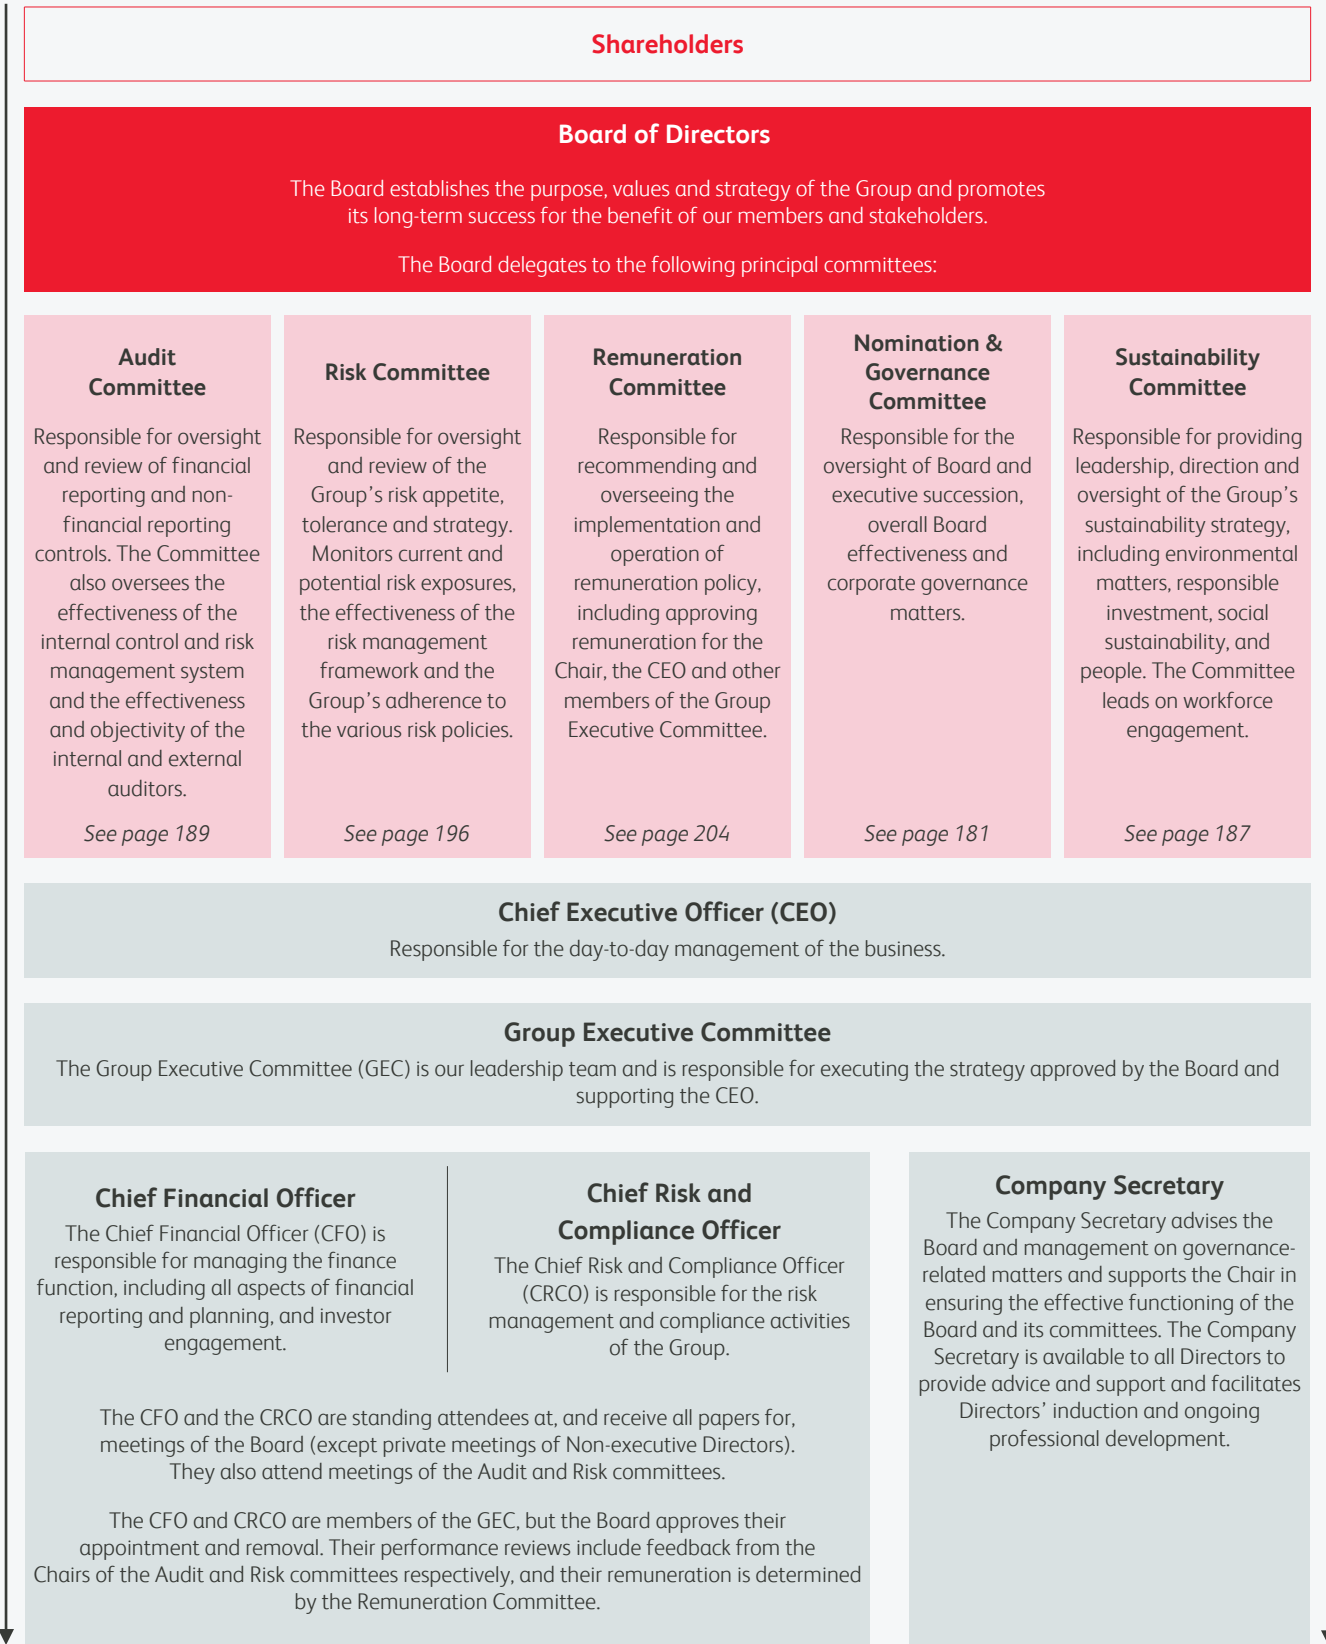 Shareholders
Board of Directors
The Board establishes the purpose, values and strategy of the Group and promotes
its long-term success for the benefit of our members and stakeholders.
The Board delegates to the following principal committees:
Audit
Committee
Responsible for oversight
and review of financial
reporting and non-
financial reporting
controls. The Committee
also oversees the
effectiveness of the
internal control and risk
management system
and the effectiveness
and objectivity of the
internal and external
auditors.
See page 189
Risk Committee
Responsible for oversight
and review of the
Group’s risk appetite,
tolerance and strategy.
Monitors current and
potential risk exposures,
the effectiveness of the
risk management
framework and the
Group’s adherence to
the various risk policies.
See page 196
Remuneration
Committee
Responsible for
recommending and
overseeing the
implementation and
operation of
remuneration policy,
including approving
remuneration for the
Chair, the CEO and other
members of the Group
Executive Committee.
See page 204
Nomination &
Governance
Committee
Responsible for the
oversight of Board and
executive succession,
overall Board
effectiveness and
corporate governance
matters.
See page 181
Sustainability
Committee
Responsible for providing
leadership, direction and
oversight of the Group’s
sustainability strategy,
including environmental
matters, responsible
investment, social
sustainability, and
people. The Committee
leads on workforce
engagement.
See page 187
Chief Executive Officer (CEO)
Responsible for the day-to-day management of the business.
Group Executive Committee
The Group Executive Committee (GEC) is our leadership team and is responsible for executing the strategy approved by the Board and
supporting the CEO.
Chief Financial Officer
The Chief Financial Officer (CFO) is
responsible for managing the finance
function, including all aspects of financial
reporting and planning, and investor
engagement.
Chief Risk and
Compliance Officer
The Chief Risk and Compliance Officer
(CRCO) is responsible for the risk
management and compliance activities
of the Group.
The CFO and the CRCO are standing attendees at, and receive all papers for,
meetings of the Board (except private meetings of Non-executive Directors).
They also attend meetings of the Audit and Risk committees.
The CFO and CRCO are members of the GEC, but the Board approves their
appointment and removal. Their performance reviews include feedback from the
Chairs of the Audit and Risk committees respectively, and their remuneration is determined
by the Remuneration Committee.
Company Secretary
The Company Secretary advises the
Board and management on governance-
related matters and supports the Chair in
ensuring the effective functioning of the
Board and its committees. The Company
Secretary is available to all Directors to
provide advice and support and facilitates
Directors’ induction and ongoing
professional development.